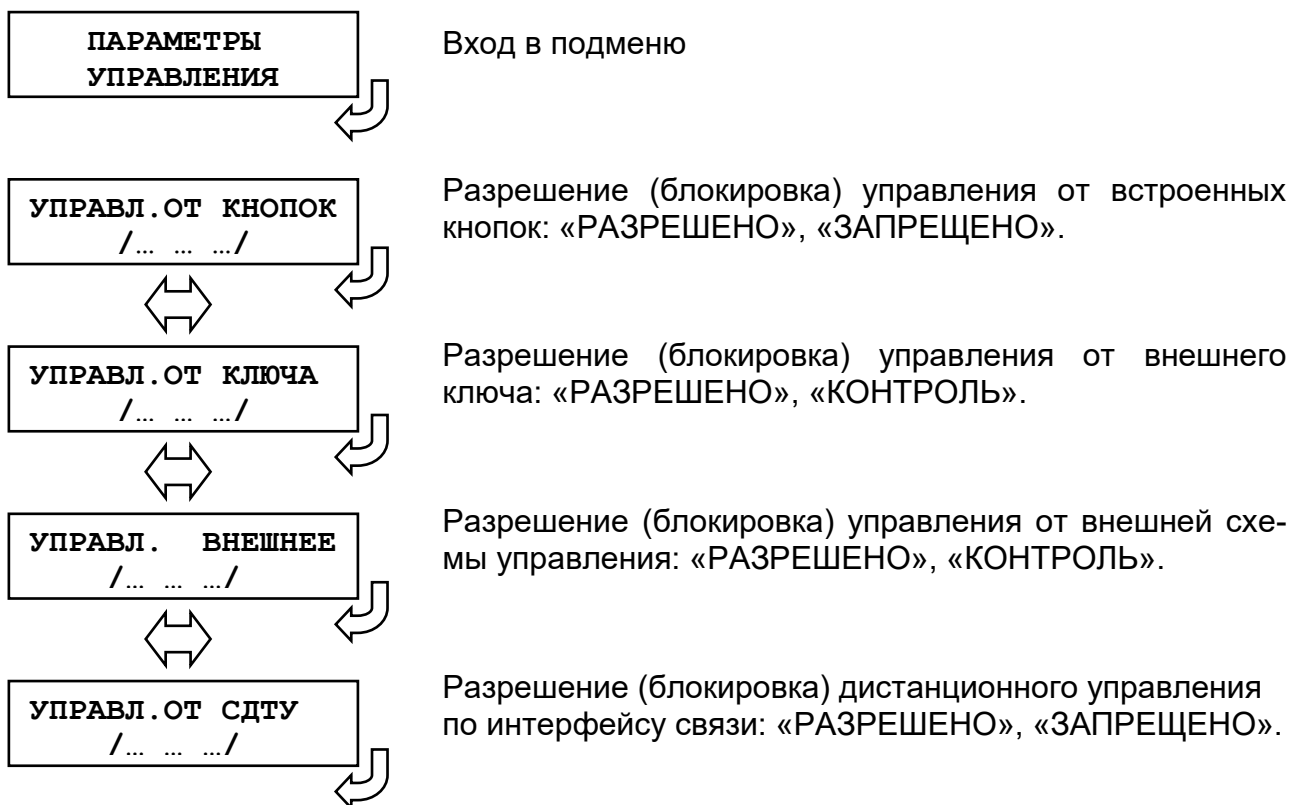 ПАРАМЕТРЫ
УПРАВЛЕНИЯ
Вход в подменю
УПРАВЛ.ОТ КНОПОК
/… … …/
Разрешение (блокировка) управления от встроенных
кнопок: «РАЗРЕШЕНО», «ЗАПРЕЩЕНО».
УПРАВЛ.ОТ КЛЮЧА
/… … …/
Разрешение (блокировка) управления от внешнего
ключа: «РАЗРЕШЕНО», «КОНТРОЛЬ».
УПРАВЛ. ВНЕШНЕЕ
/… … …/
Разрешение (блокировка) управления от внешней схе-
мы управления: «РАЗРЕШЕНО», «КОНТРОЛЬ».
УПРАВЛ.ОТ СДТУ
/… … …/
Разрешение (блокировка) дистанционного управления
по интерфейсу связи: «РАЗРЕШЕНО», «ЗАПРЕЩЕНО».